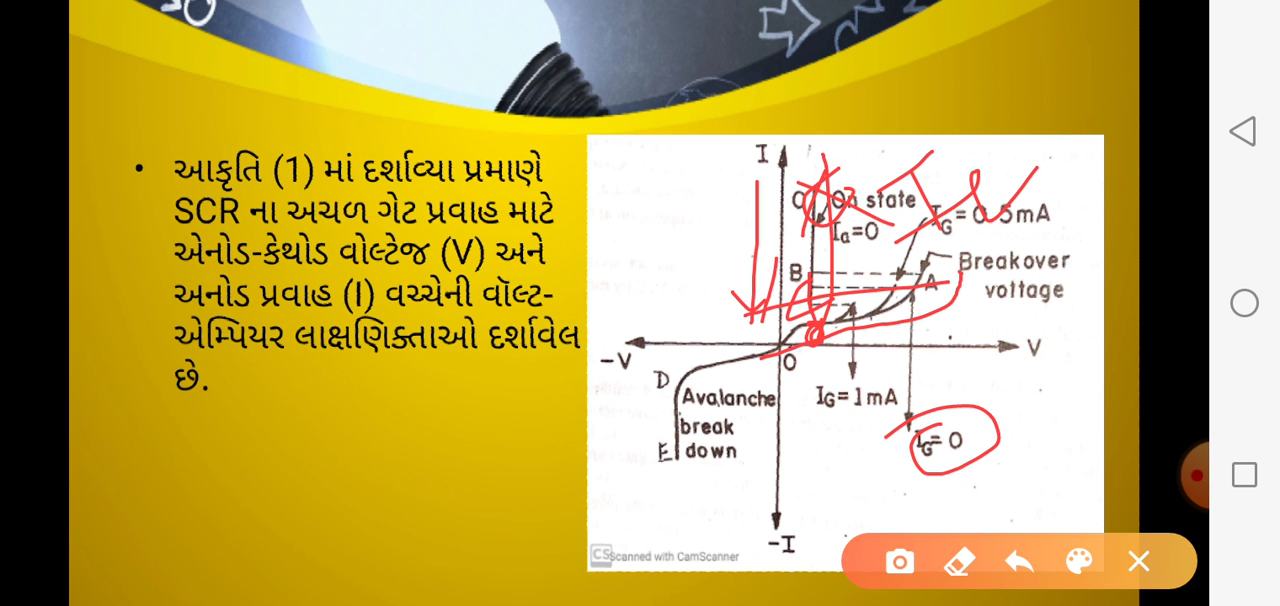 • આકૃતિ (1) માં દર્શાવ્યા પ્રમાણે
SCR ના અચળ ગેટ પ્રવાહ માટે
એનોડ-કેથોડ વોલ્ટેજ (V) અને
અનોડ પ્રવાહ (I) વચ્ચેની વૉલ્ટ-
એમ્પિયર લાક્ષણિક્તાઓ દર્શાવેલ
છે.
I
C On state
IG = 0.5mA
Ia=0
B
Breakover
A
voltage
-V
V
O
D
Avalanche
IG = 1mA
break
IG= 0
E down
-I
CS Scanned with CamScanner